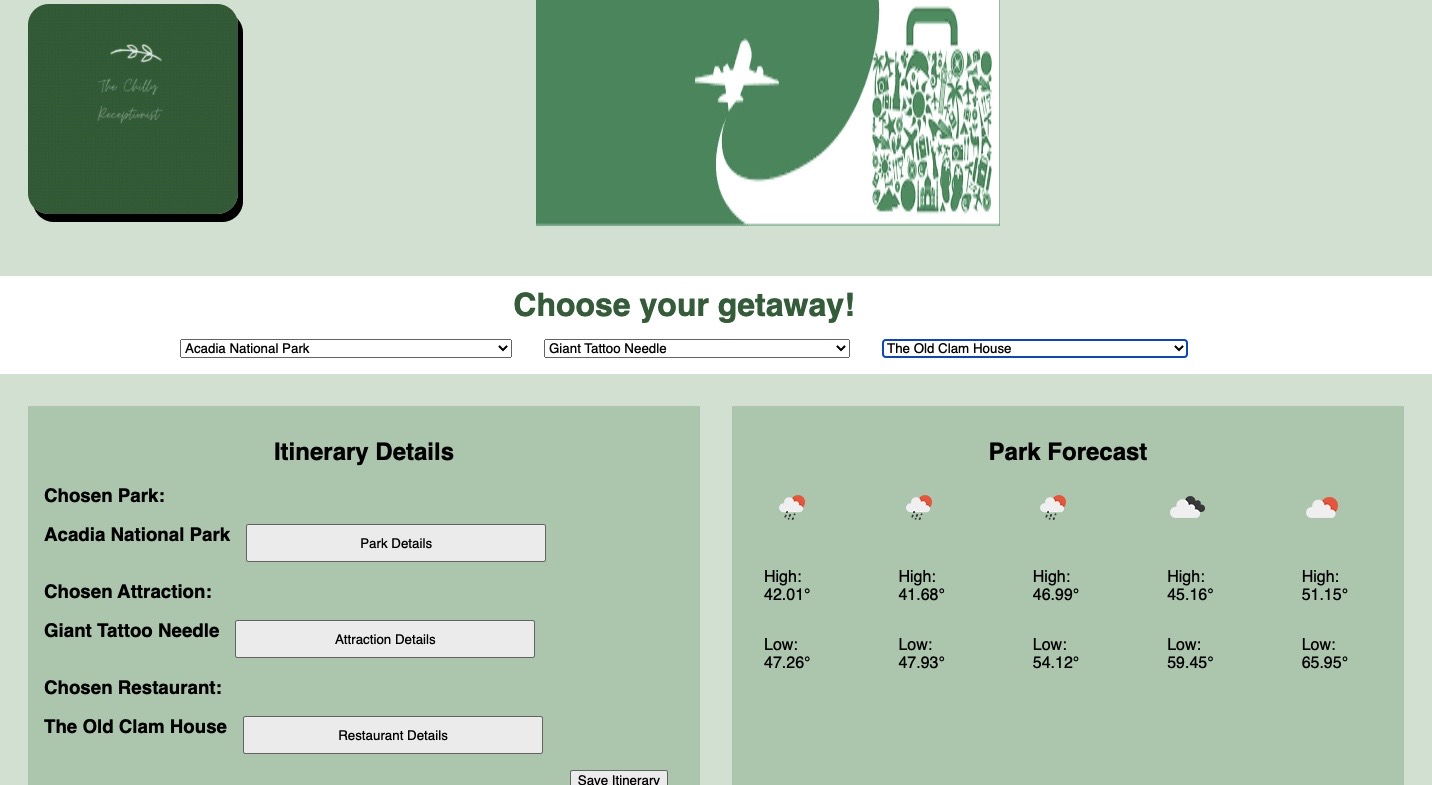 The Chilly
Receptionist
Choose your getaway!
Acadia National Park
Giant Tattoo Needle
The Old Clam House
Itinerary Details
Chosen Park:
Acadia National Park
Park Details
Chosen Attraction:
Giant Tattoo Needle
Attraction Details
Chosen Restaurant:
The Old Clam House
Restaurant Details
Save Itinerary
Park Forecast
High: High: High: High: High:
42.01° 41.68° 46.99° 45.16° 51.15°
Low: Low: Low: Low: Low:
47.26° 47.93° 54.12° 59.45° 65.95°